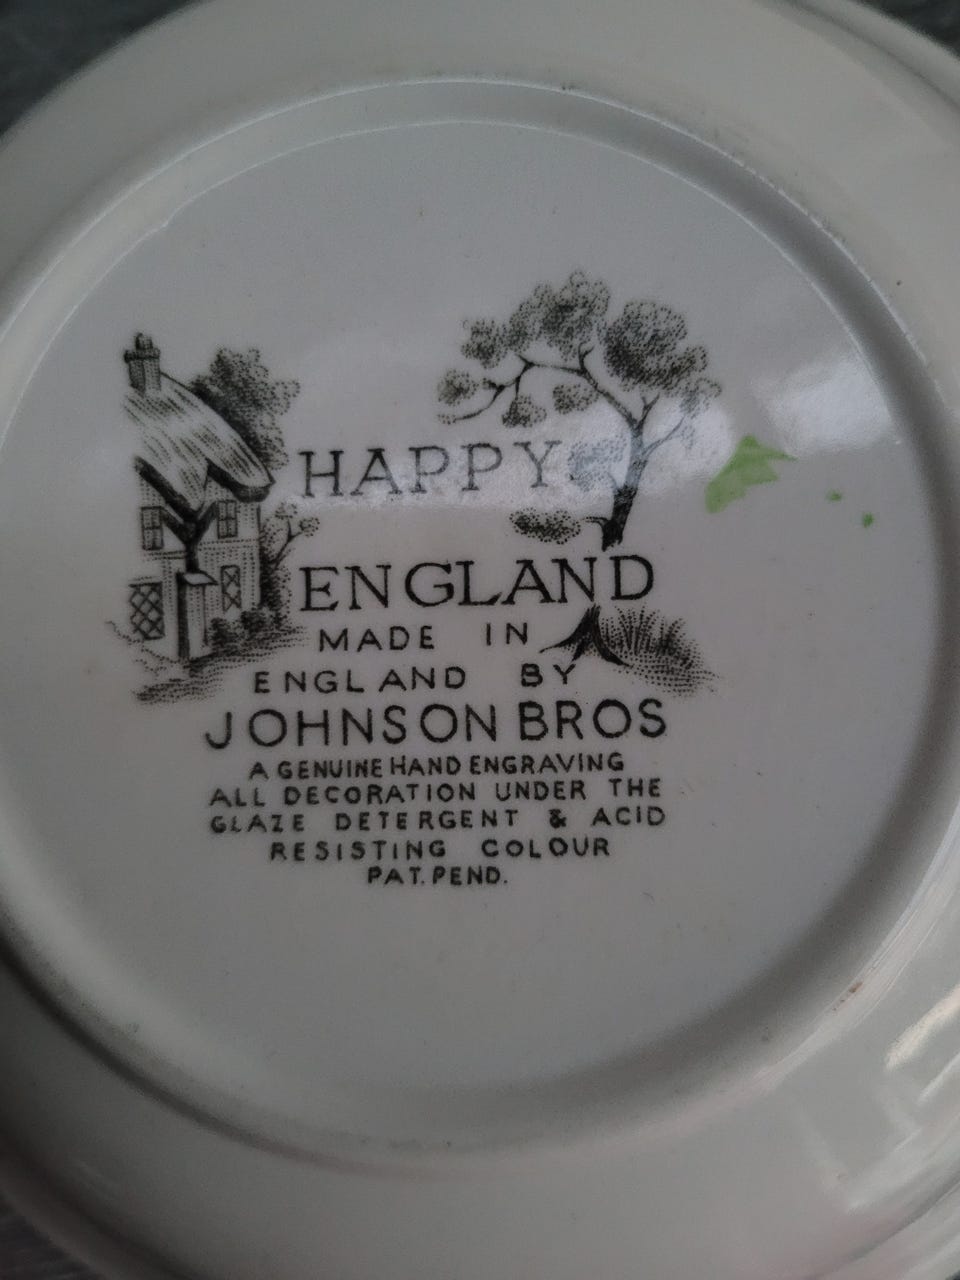 HAPPY
ENGLAND
MADE IN
ENGLAND BY
JOHNSON BROS
A GENUINE HAND ENGRAVING
ALL DECORATION UNDER THE
GLAZE DETERGENT & ACID
RESISTING COLOUR
PAT. PEND.